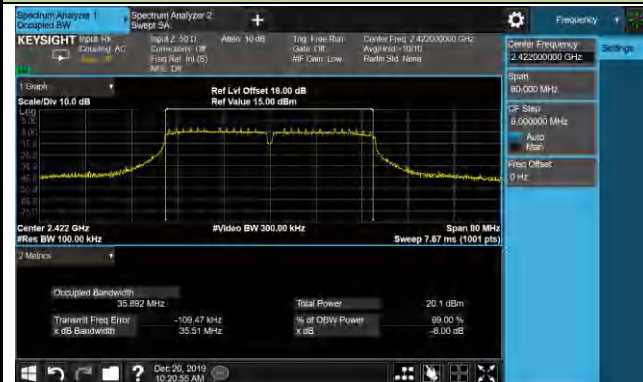 Spectrum Analyzer 1
Occupied BW
Spectrum Analyzer 2
Swept SA
+
Frequency
KEYSIGHT
Input: RF
Coupling: AC
Input Z: 50 Ω
Corrections: Off
Freq Ref: Int (S)
NFE: Off
Atten: 10 dB
Trig: Free Run
Gate: Off
#IF Gain: Low
Center Freq: 2.422000000 GHz
Avg|Hold: >10/10
Radio Std: None
Center Frequency
2.422000000 GHz
Settings
Span
80.000 MHz
CF Step
8.000000 MHz
Auto
Man
Freq Offset
0 Hz
1 Graph
Scale/Div 10.0 dB
Ref Lvl Offset 18.00 dB
Ref Value 15.00 dBm
Log
5.00
Center 2.422 GHz
#Res BW 100.00 kHz
#Video BW 300.00 kHz
Span 80 MHz
Sweep 7.67 ms (1001 pts)
2 Metrics
Occupied Bandwidth
35.892 MHz
Total Power
20.1 dBm
Transmit Freq Error
-109.47 kHz
% of OBW Power
99.00 %
x dB Bandwidth
35.51 MHz
x dB
-6.00 dB
?
Dec 20, 2019
10:20:55 AM